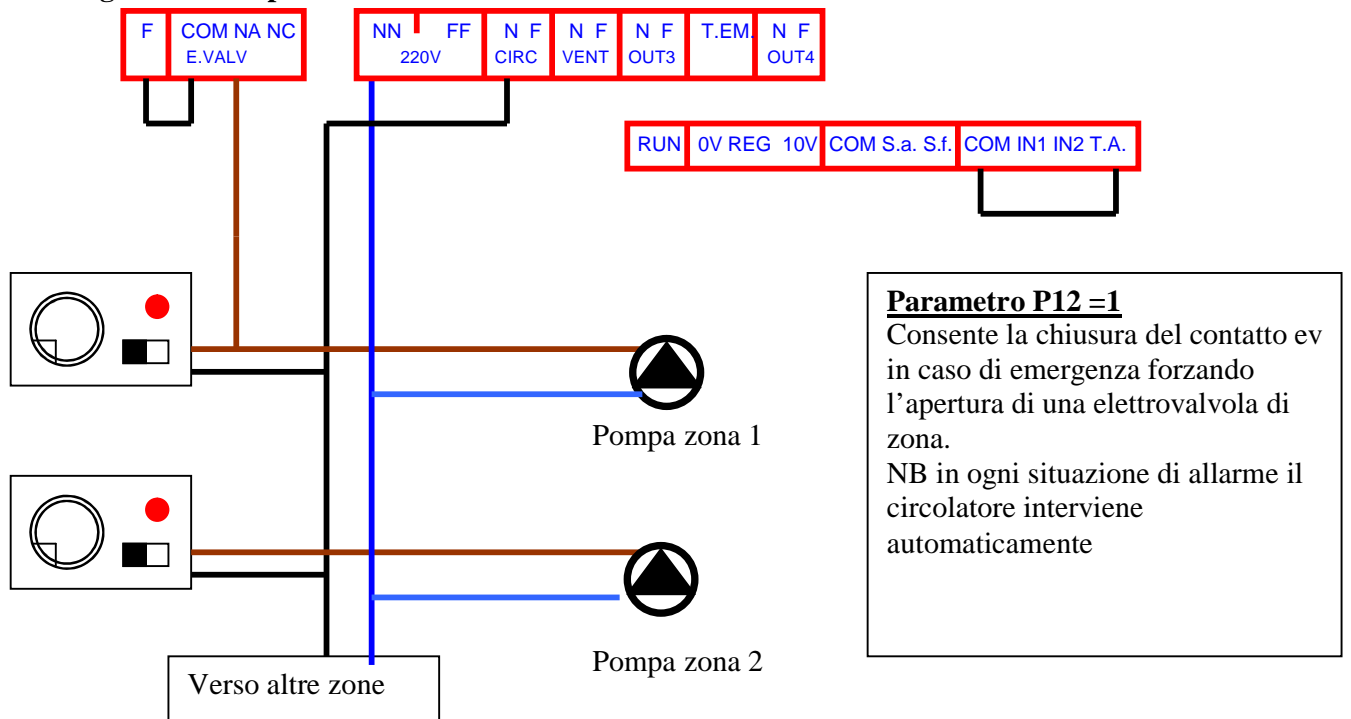 F COM NA NC
E.VALV
NN FF
220V
N F
CIRC
N F
VENT
N F
OUT3
T.EM.
N F
OUT4
RUN 0V REG 10V COM S.a. S.f. COM IN1 IN2 T.A.
Parametro P12 =1
Consente la chiusura del contatto ev
in caso di emergenza forzando
l'apertura di una elettrovalvola di
zona.
NB in ogni situazione di allarme il
circolatore interviene
automaticamente
Pompa zona 1
Pompa zona 2
Verso altre zone